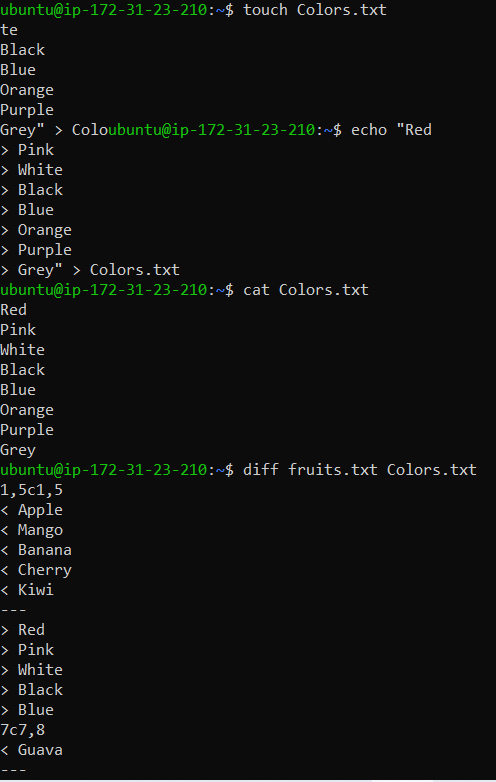 ubuntu@ip-172-31-23-210:~$ touch Colors.txt
te
Black
Blue
Orange
Purple
Grey" > Coloubuntu@ip-172-31-23-210:~$ echo "Red
> Pink
> White
> Black
> Blue
> Orange
> Purple
> Grey" > Colors.txt
ubuntu@ip-172-31-23-210:~$ cat Colors.txt
Red
Pink
White
Black
Blue
Orange
Purple
Grey
ubuntu@ip-172-31-23-210:~$ diff fruits.txt Colors.txt
1,5c1,5
< Apple
< Mango
< Banana
< Cherry
< Kiwi
---
> Red
> Pink
> White
> Black
> Blue
7c7,8
< Guava
---